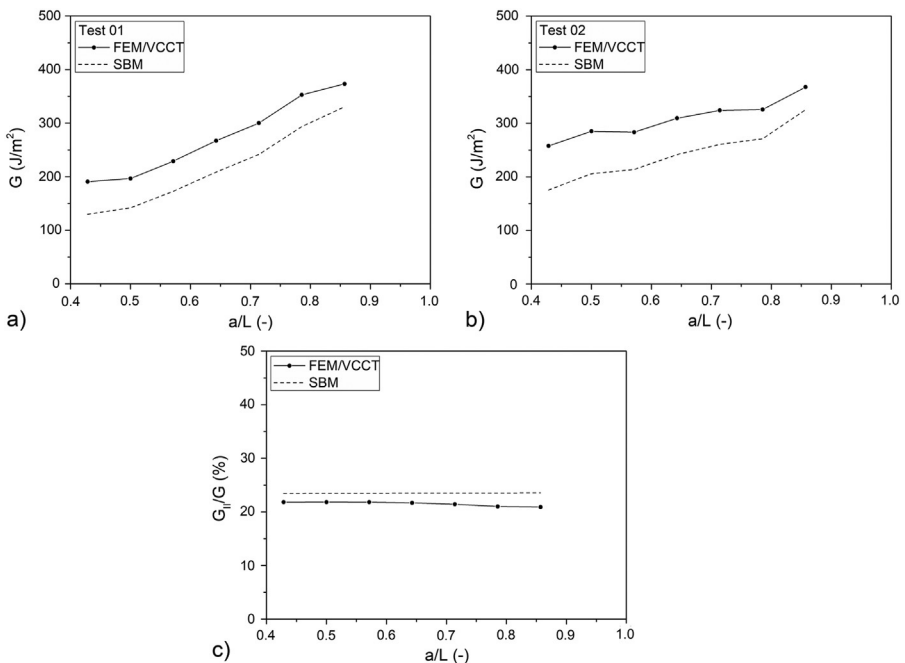 Test 01
FEM/VCCT
SBM
500
400
300
200
100
0
G (J/m²)
0.4 0.5 0.6 0.7 0.8 0.9 1.0
a/L (-)
a)
Test 02
FEM/VCCT
SBM
500
400
300
200
100
0
G (J/m²)
0.4 0.5 0.6 0.7 0.8 0.9 1.0
a/L (-)
b)
FEM/VCCT
SBM
50
40
30
20
10
0
G_II/G (%)
0.4 0.5 0.6 0.7 0.8 0.9 1.0
a/L (-)
c)